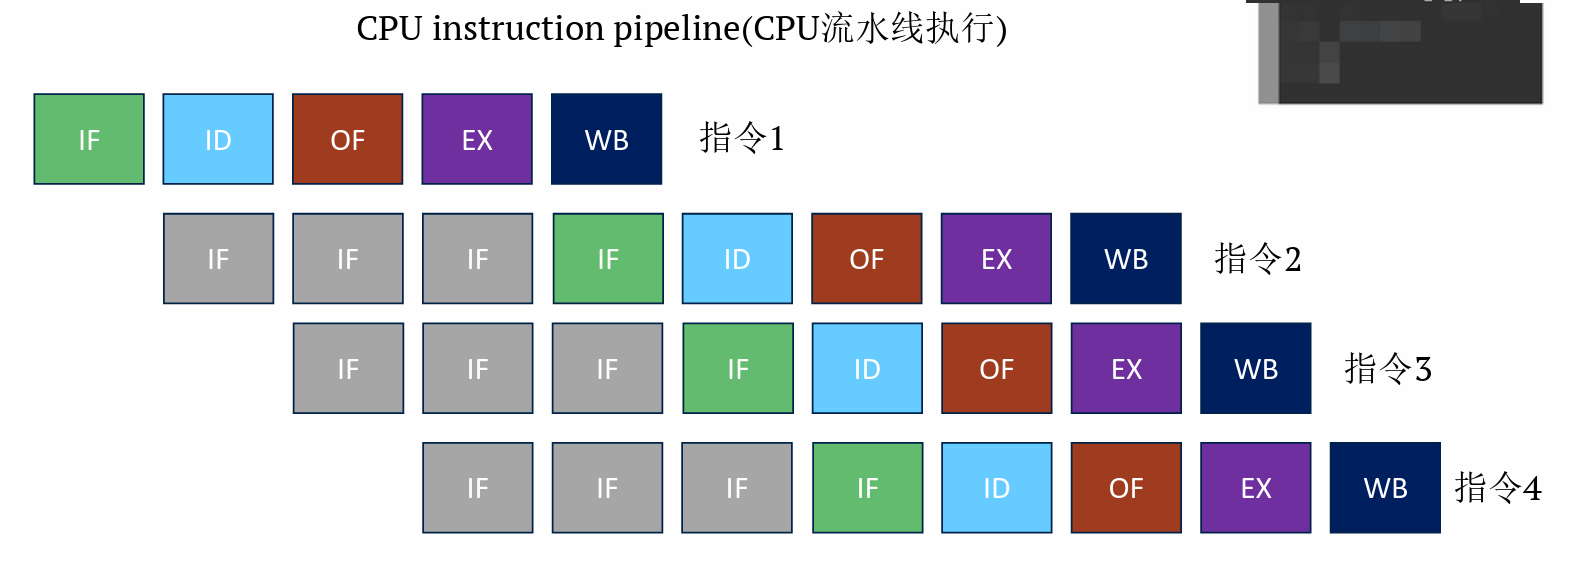 CPU instruction pipeline(CPU流水线执行)
IF ID OF EX WB 指令1
IF IF IF IF ID OF EX WB 指令2
IF IF IF IF ID OF EX WB 指令3
IF IF IF IF ID OF EX WB 指令4